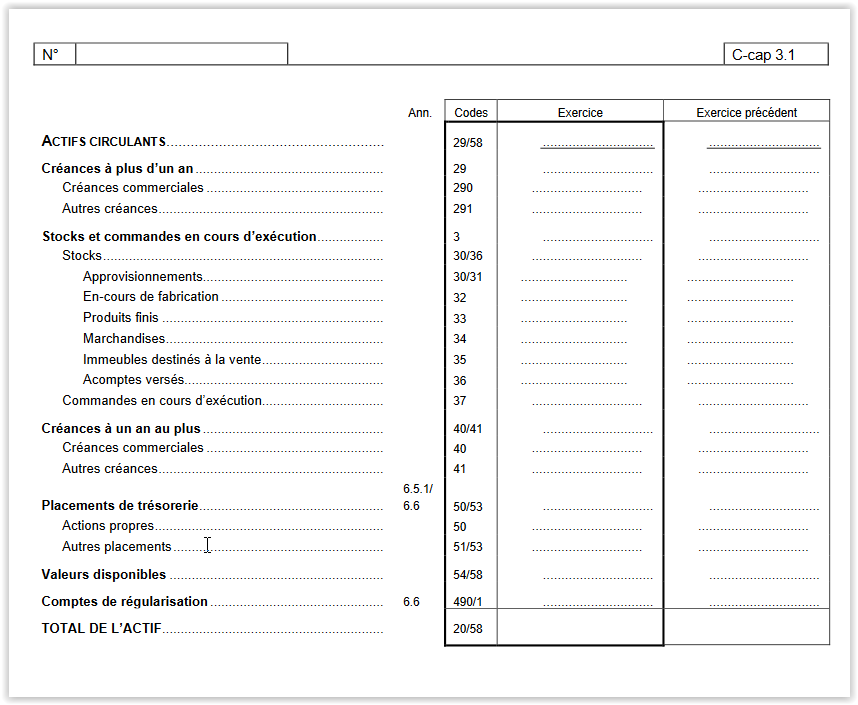 N° C-cap 3.1
Ann. Codes Exercice Exercice précédent
ACTIFS CIRCULANTS 29/58
Créances à plus d’un an 29
Créances commerciales 290
Autres créances 291
Stocks et commandes en cours d’exécution 3
Stocks 30/36
Approvisionnements 30/31
En-cours de fabrication 32
Produits finis 33
Marchandises 34
Immeubles destinés à la vente 35
Acomptes versés 36
Commandes en cours d’exécution 37
Créances à un an au plus 40/41
Créances commerciales 40
Autres créances 41
6.5.1/
Placements de trésorerie 6.6 50/53
Actions propres 50
Autres placements 51/53
Valeurs disponibles 54/58
Comptes de régularisation 6.6 490/1
TOTAL DE L’ACTIF 20/58